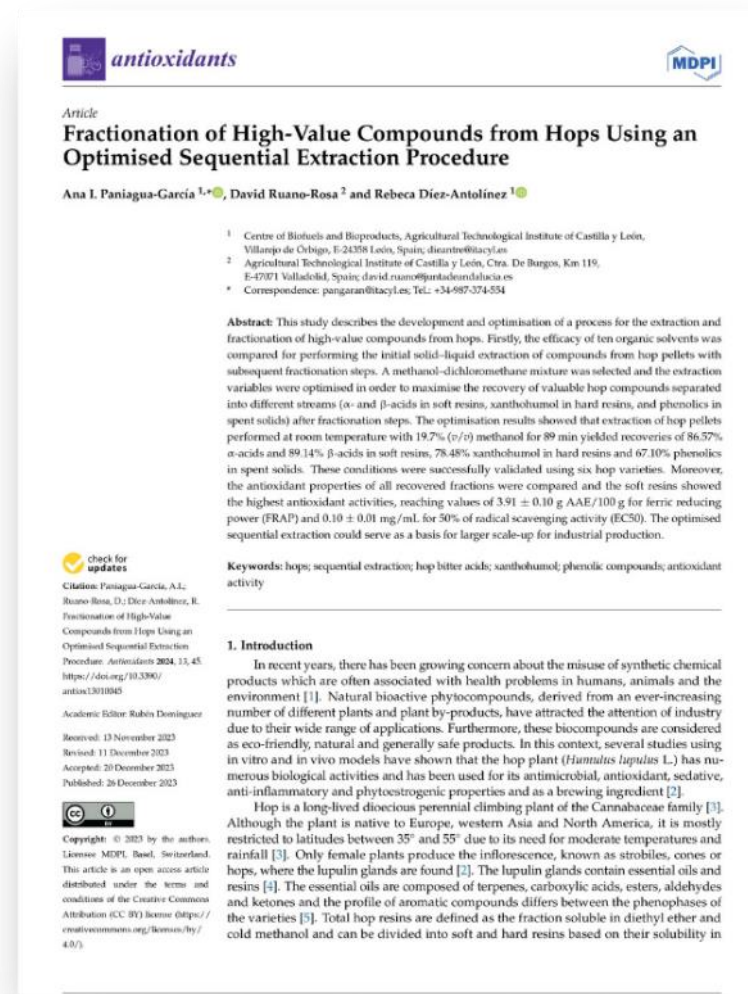 antioxidants
MDPI
Article
Fractionation of High-Value Compounds from Hops Using an
Optimised Sequential Extraction Procedure
Ana I. Paniagua-García 1,*, David Ruano-Rosa 2 and Rebeca Díez-Antolínez 1
1 Centre of Biofuels and Bioproducts, Agricultural Technological Institute of Castilla y León,
Villarejo de Órbigo, E-24358 León, Spain; dieantre@itacyl.es
2 Agricultural Technological Institute of Castilla y León, Ctra. De Burgos, Km 119,
E-47071 Valladolid, Spain; david.ruano@juntadeandalucia.es
* Correspondence: pangaran@itacyl.es; Tel.: +34-987-374-554
Abstract: This study describes the development and optimisation of a process for the extraction and
fractionation of high-value compounds from hops. Firstly, the efficacy of ten organic solvents was
compared for performing the initial solid–liquid extraction of compounds from hop pellets with
subsequent fractionation steps. A methanol–dichloromethane mixture was selected and the extraction
variables were optimised in order to maximise the recovery of valuable hop compounds separated
into different streams (α- and β-acids in soft resins, xanthohumol in hard resins, and phenolics in
spent solids) after fractionation steps. The optimisation results showed that extraction of hop pellets
performed at room temperature with 19.7% (v/v) methanol for 89 min yielded recoveries of 86.57%
α-acids and 89.14% β-acids in soft resins, 78.48% xanthohumol in hard resins and 67.10% phenolics
in spent solids. These conditions were successfully validated using six hop varieties. Moreover,
the antioxidant properties of all recovered fractions were compared and the soft resins showed
the highest antioxidant activities, reaching values of 3.91 ± 0.10 g AAE/100 g for ferric reducing
power (FRAP) and 0.10 ± 0.01 mg/mL for 50% of radical scavenging activity (EC50). The optimised
sequential extraction could serve as a basis for larger scale-up for industrial production.
Keywords: hops; sequential extraction; hop bitter acids; xanthohumol; phenolic compounds; antioxidant
activity
check for
updates
Citation: Paniagua-García, A.I.;
Ruano-Rosa, D.; Díez-Antolínez, R.
Fractionation of High-Value
Compounds from Hops Using an
Optimised Sequential Extraction
Procedure. Antioxidants 2024, 13, 45.
https://doi.org/10.3390/
antiox13010045
Academic Editor: Rubén Domínguez
Received: 13 November 2023
Revised: 11 December 2023
Accepted: 20 December 2023
Published: 26 December 2023
cc
BY
Copyright: © 2023 by the authors.
Licensee MDPI, Basel, Switzerland.
This article is an open access article
distributed under the terms and
conditions of the Creative Commons
Attribution (CC BY) license (https://
creativecommons.org/licenses/by/
4.0/).
1. Introduction
In recent years, there has been growing concern about the misuse of synthetic chemical
products which are often associated with health problems in humans, animals and the
environment [1]. Natural bioactive phytocompounds, derived from an ever-increasing
number of different plants and plant by-products, have attracted the attention of industry
due to their wide range of applications. Furthermore, these biocompounds are considered
as eco-friendly, natural and generally safe products. In this context, several studies using
in vitro and in vivo models have shown that the hop plant (Humulus lupulus L.) has nu-
merous biological activities and has been used for its antimicrobial, antioxidant, sedative,
anti-inflammatory and phytoestrogenic properties and as a brewing ingredient [2].
Hop is a long-lived dioecious perennial climbing plant of the Cannabaceae family [3].
Although the plant is native to Europe, western Asia and North America, it is mostly
restricted to latitudes between 35° and 55° due to its need for moderate temperatures and
rainfall [3]. Only female plants produce the inflorescence, known as strobiles, cones or
hops, where the lupulin glands are found [2]. The lupulin glands contain essential oils and
resins [4]. The essential oils are composed of terpenes, carboxylic acids, esters, aldehydes
and ketones and the profile of aromatic compounds differs between the phenophases of
the varieties [5]. Total hop resins are defined as the fraction soluble in diethyl ether and
cold methanol and can be divided into soft and hard resins based on their solubility in